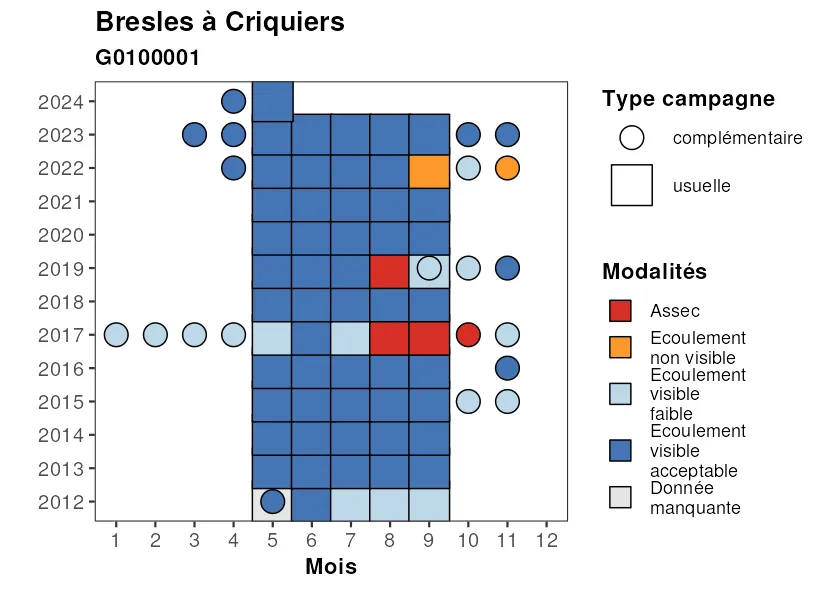 Bresles à Criquiers
G0100001
2024
2023
2022
2021
2020
2019
2018
2017
2016
2015
2014
2013
2012
1 2 3 4 5 6 7 8 9 10 11 12
Mois
Type campagne
complémentaire
usuelle
Modalités
Assec
Ecoulement
non visible
Ecoulement
visible
faible
Ecoulement
visible
acceptable
Donnée
manquante